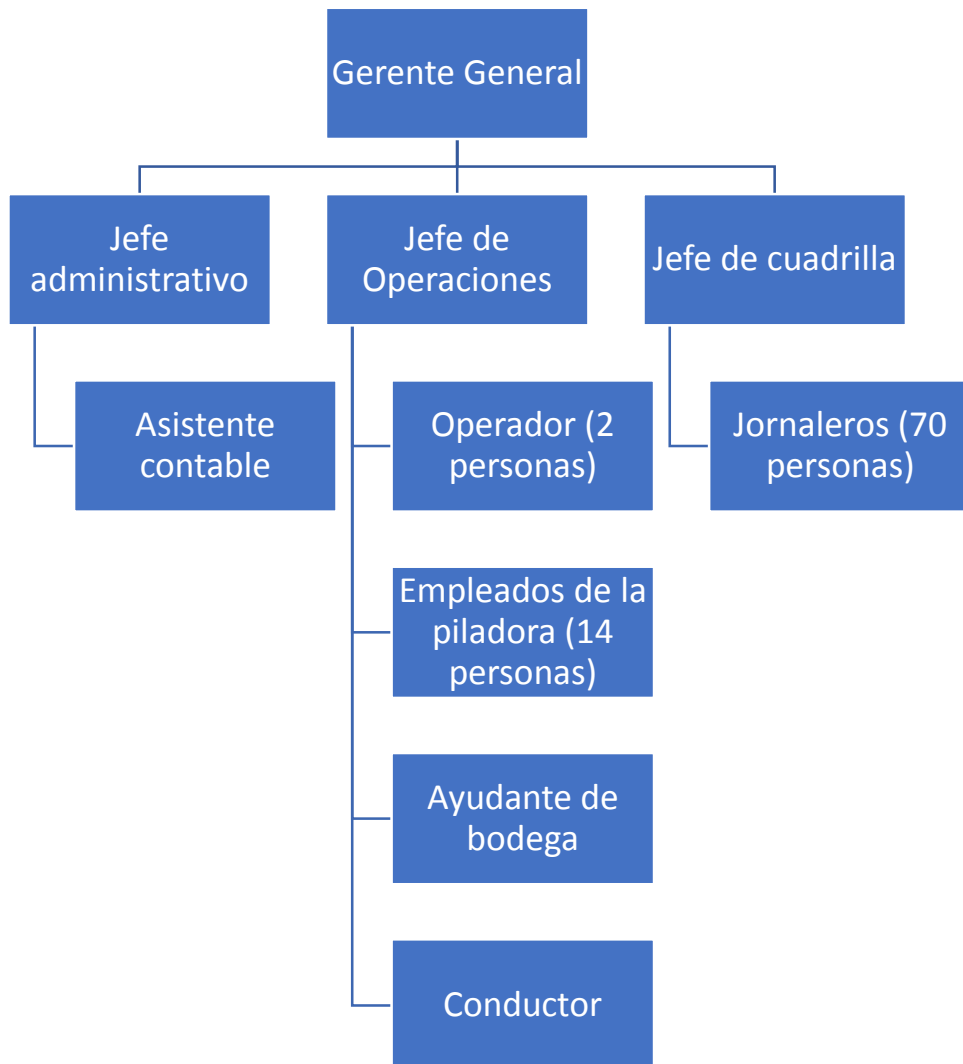 Gerente General
Jefe
administrativo
Jefe de
Operaciones
Jefe de cuadrilla
Asistente
contable
Operador (2
personas)
Jornaleros (70
personas)
Empleados de la
piladora (14
personas)
Ayudante de
bodega
Conductor